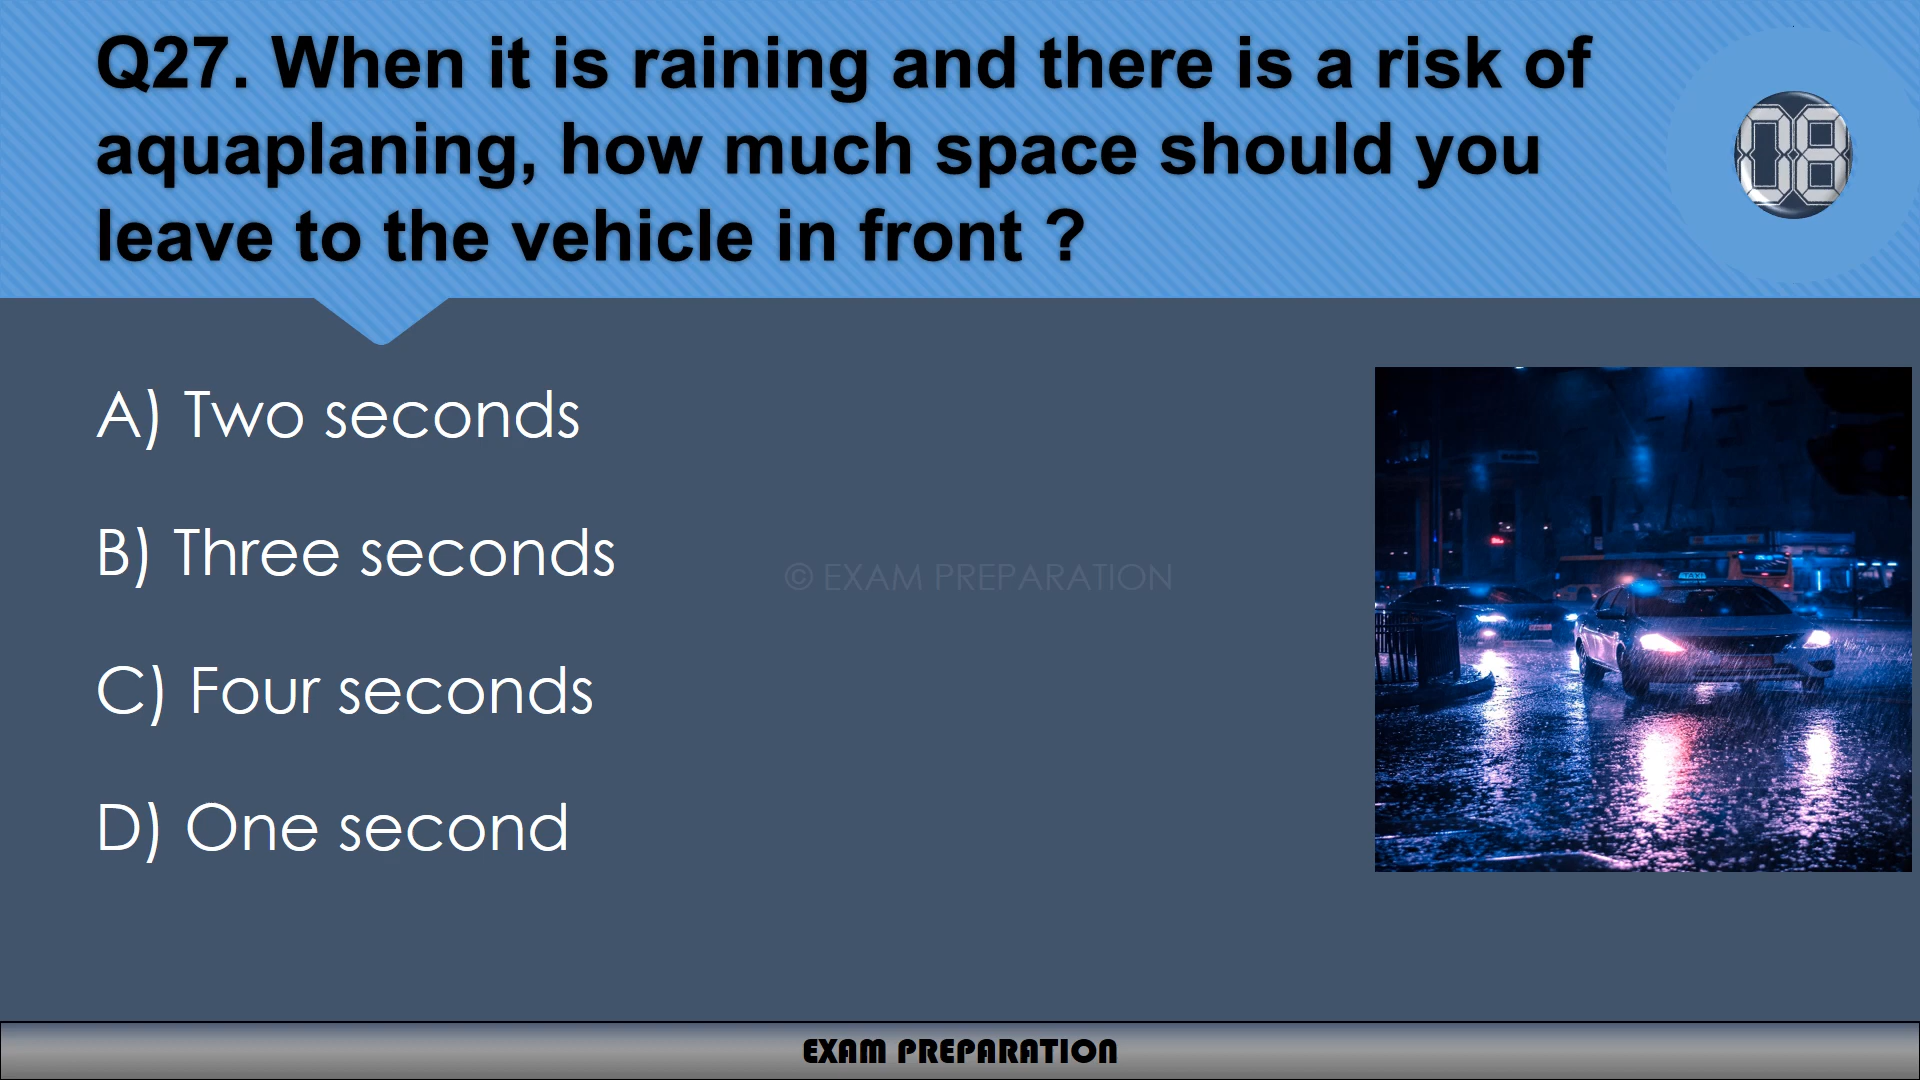 Q27. When it is raining and there is a risk of
aquaplaning, how much space should you
leave to the vehicle in front ?
08
A) Two seconds
B) Three seconds
C) Four seconds
D) One second
© EXAM PREPARATION
TAXI
EXAM PREPARATION